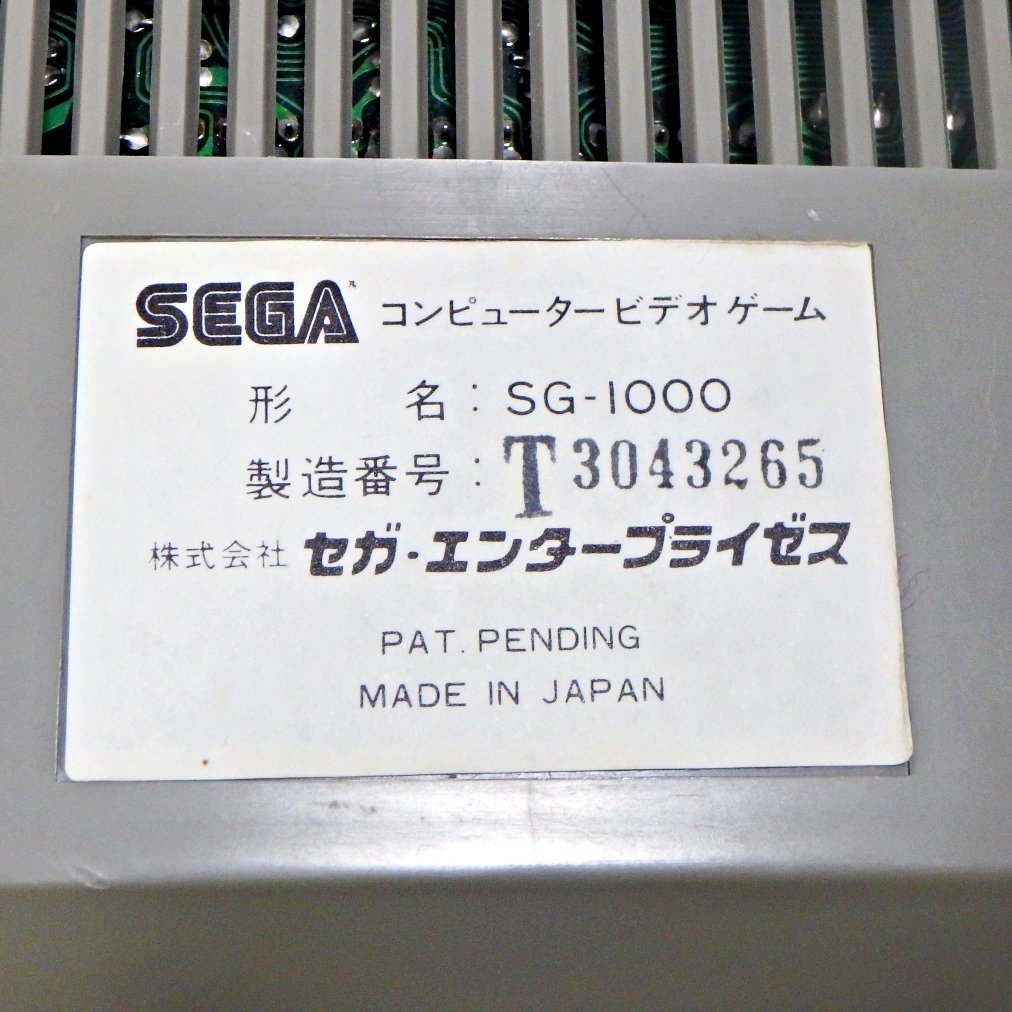 SEGA コンピュータービデオゲーム
形 名：SG-1000
製造番号：T3043265
株式会社 セガ・エンタープライゼス
PAT. PENDING
MADE IN JAPAN